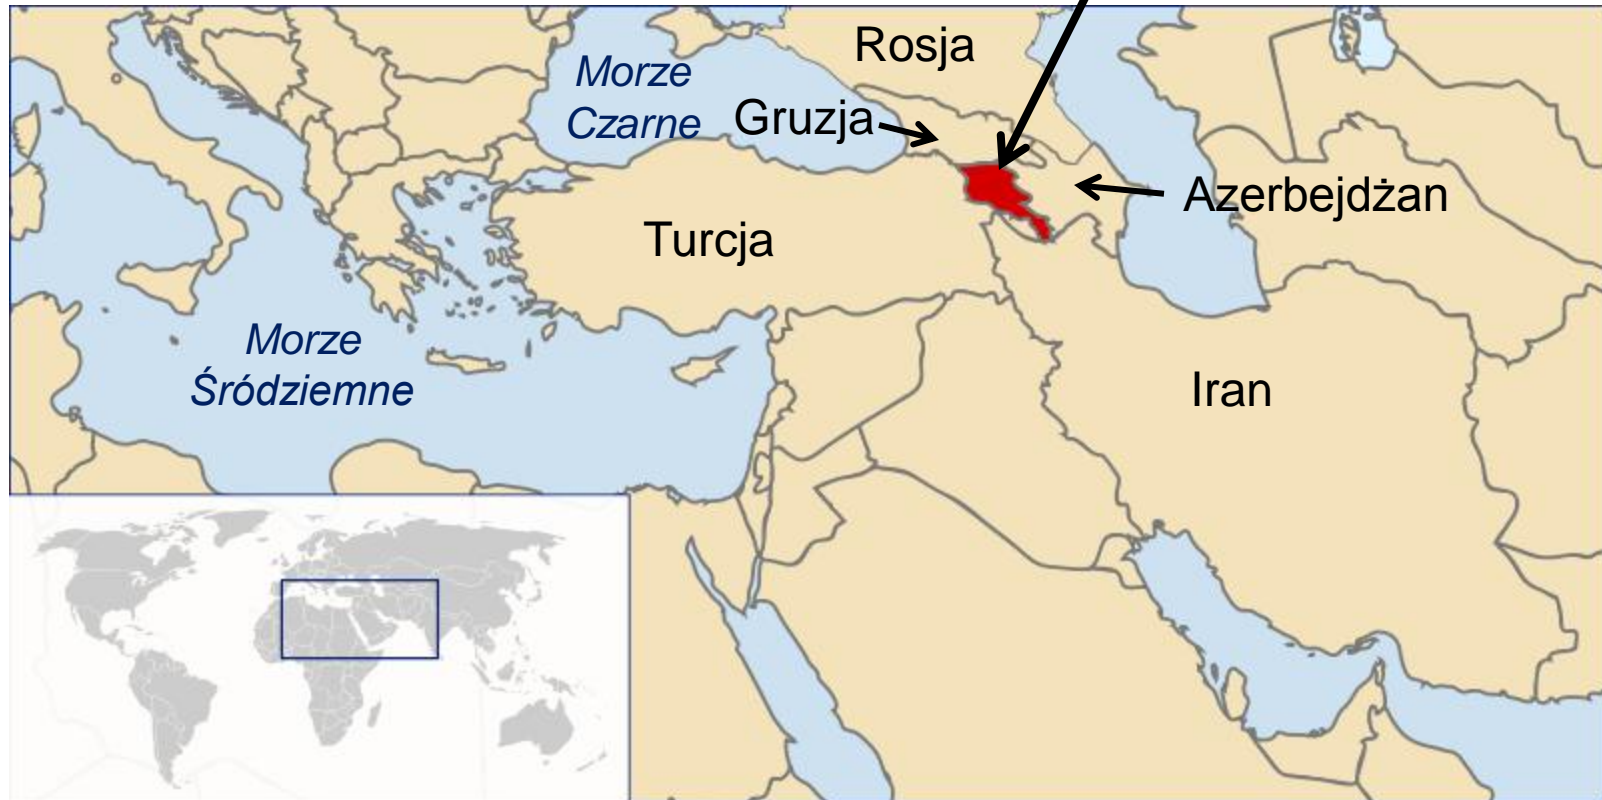 Rosja
Morze
Czarne
Gruzja
Azerbejdżan
Turcja
Morze
Śródziemne
Iran